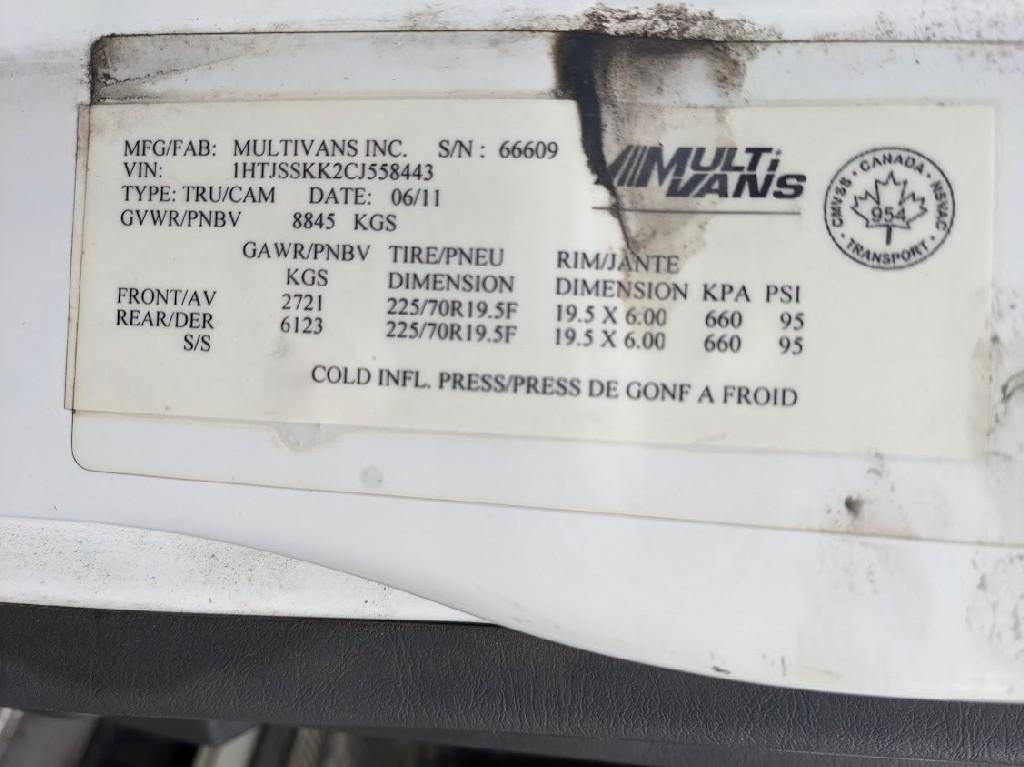 MFG/FAB: MULTIVANS INC. S/N : 66609
VIN: 1HTJSSKK2CJ558443
TYPE: TRU/CAM DATE: 06/11
GVWR/PNBV 8845 KGS
MULTi
VANS
CMVSS • CANADA • NSVAC
954
• TRANSPORT •
GAWR/PNBV TIRE/PNEU RIM/JANTE
KGS DIMENSION DIMENSION KPA PSI
FRONT/AV 2721 225/70R19.5F 19.5 X 6.00 660 95
REAR/DER 6123 225/70R19.5F 19.5 X 6.00 660 95
S/S
COLD INFL. PRESS/PRESS DE GONF A FROID